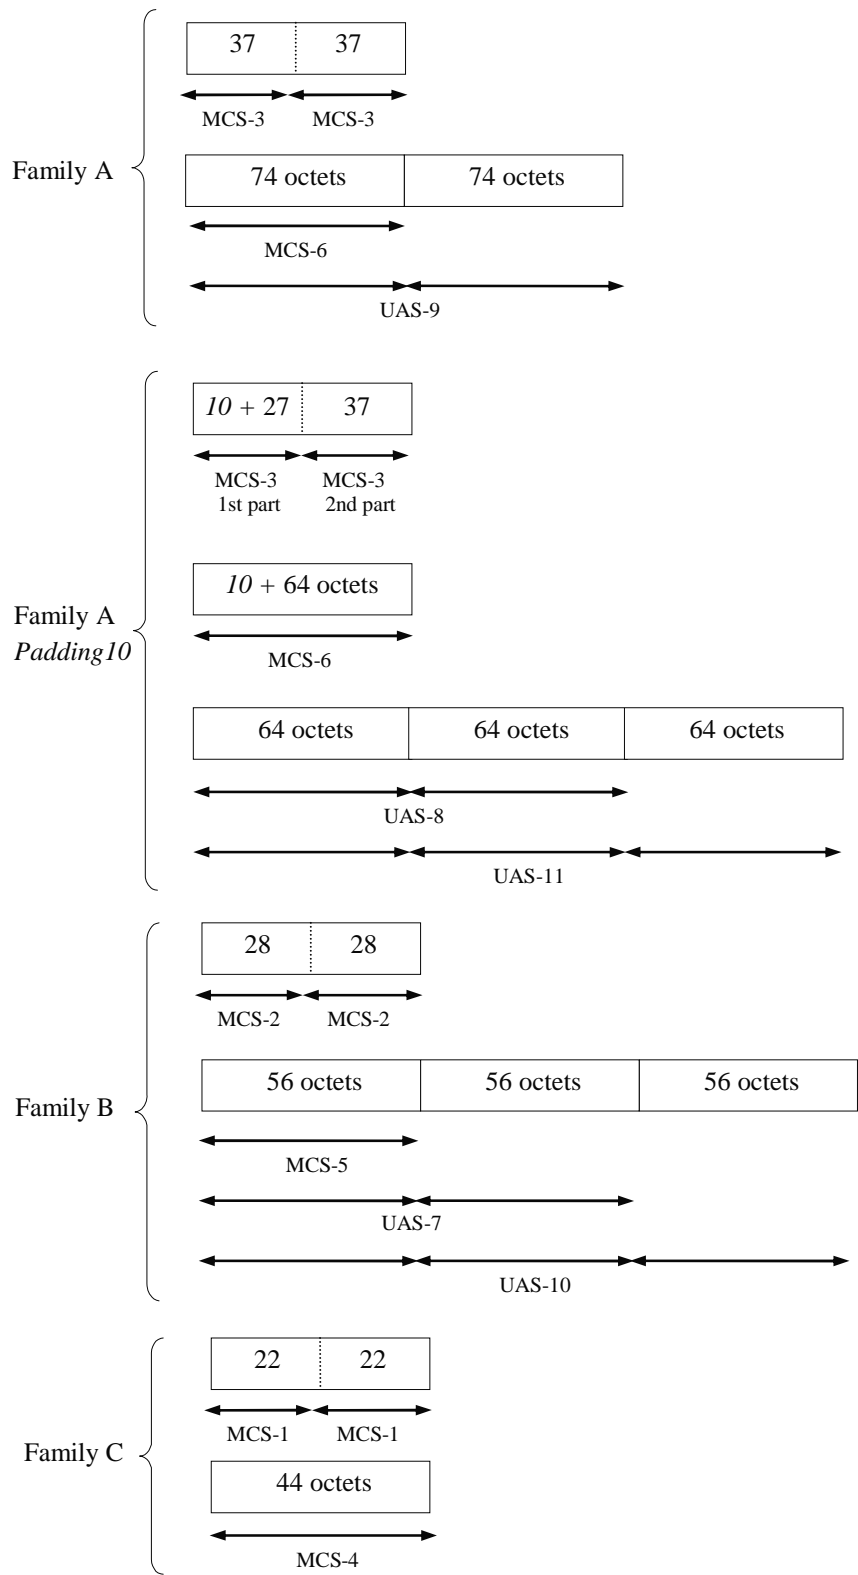 37 37
MCS-3 MCS-3
Family A
74 octets 74 octets
MCS-6
UAS-9
10 + 27 37
MCS-3 MCS-3
1st part 2nd part
10 + 64 octets
Family A
Padding10
MCS-6
64 octets 64 octets 64 octets
UAS-8
UAS-11
28 28
MCS-2 MCS-2
56 octets 56 octets 56 octets
Family B
MCS-5
UAS-7
UAS-10
22 22
MCS-1 MCS-1
Family C
44 octets
MCS-4